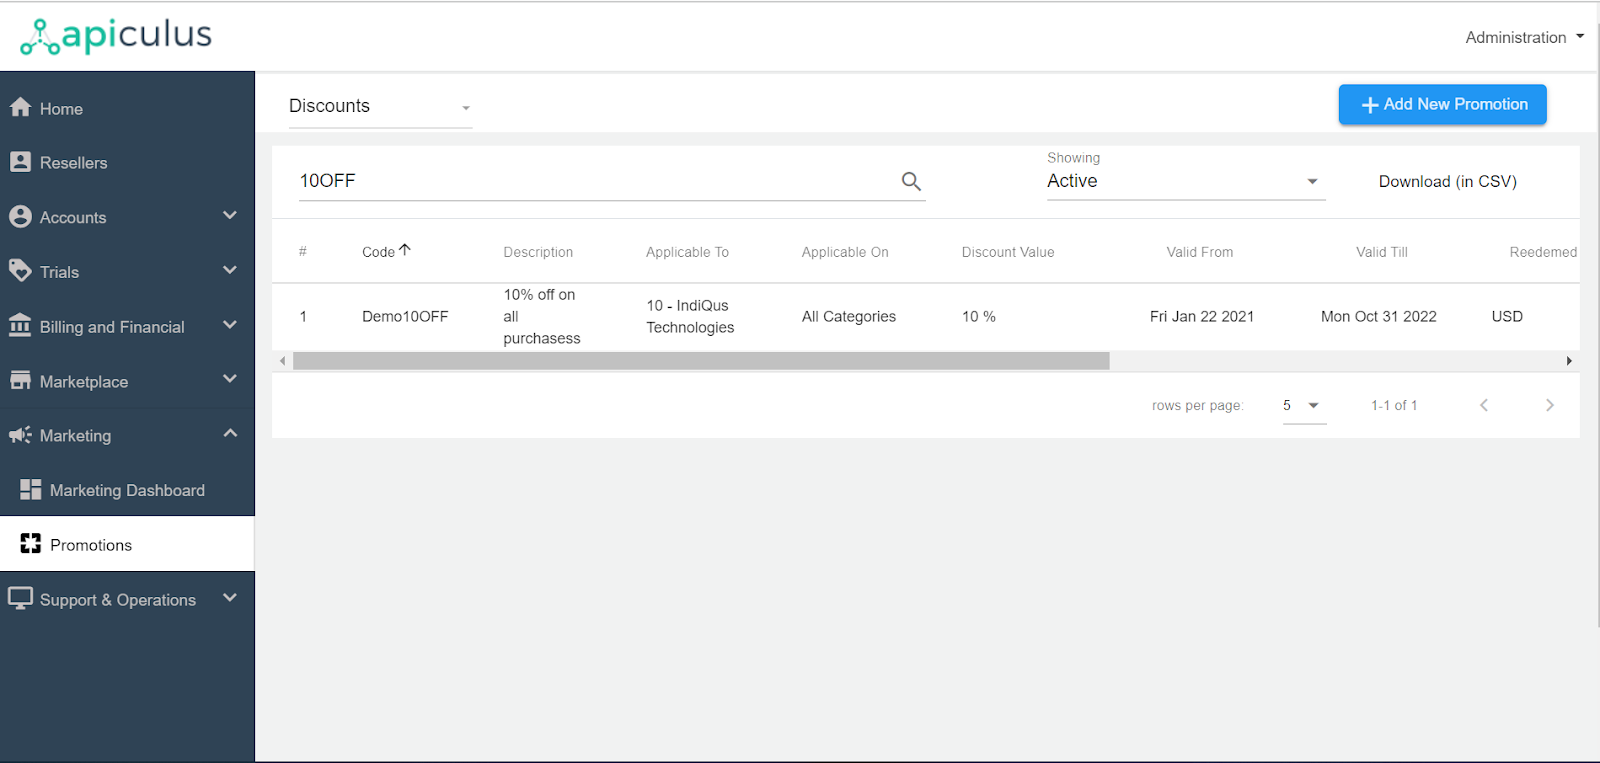 apiculus
Administration
Home
Resellers
Accounts
Trials
Billing and Financial
Marketplace
Marketing
Marketing Dashboard
Promotions
Support & Operations
Discounts
Add New Promotion
10OFF
Showing
Active
Download (in CSV)
# Code Description Applicable To Applicable On Discount Value Valid From Valid Till Reedemed
1 Demo10OFF 10% off on
all
purchasess
10 - IndiQus
Technologies
All Categories 10 % Fri Jan 22 2021 Mon Oct 31 2022 USD
rows per page: 5 1-1 of 1